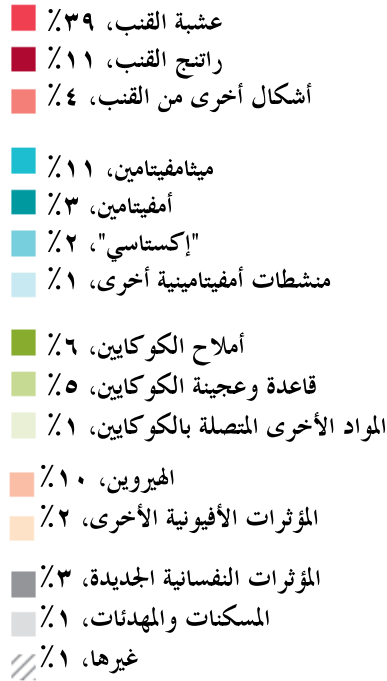 عشبة القنب، ٣٩٪
راتنج القنب، ١١٪
أشكال أخرى من القنب، ٤٪
ميثامفيتامين، ١١٪
أمفيتامين، ٣٪
"إكستاسي"، ٢٪
منشطات أمفيتامينية أخرى، ١٪
أملاح الكوكايين، ٦٪
قاعدة وعجينة الكوكايين، ٥٪
المواد الأخرى المتصلة بالكوكايين، ١٪
الهيروين، ١٠٪
المؤثرات الأفيونية الأخرى، ٢٪
المؤثرات النفسانية الجديدة، ٣٪
المسكنات والمهدئات، ١٪
غيرها، ١٪